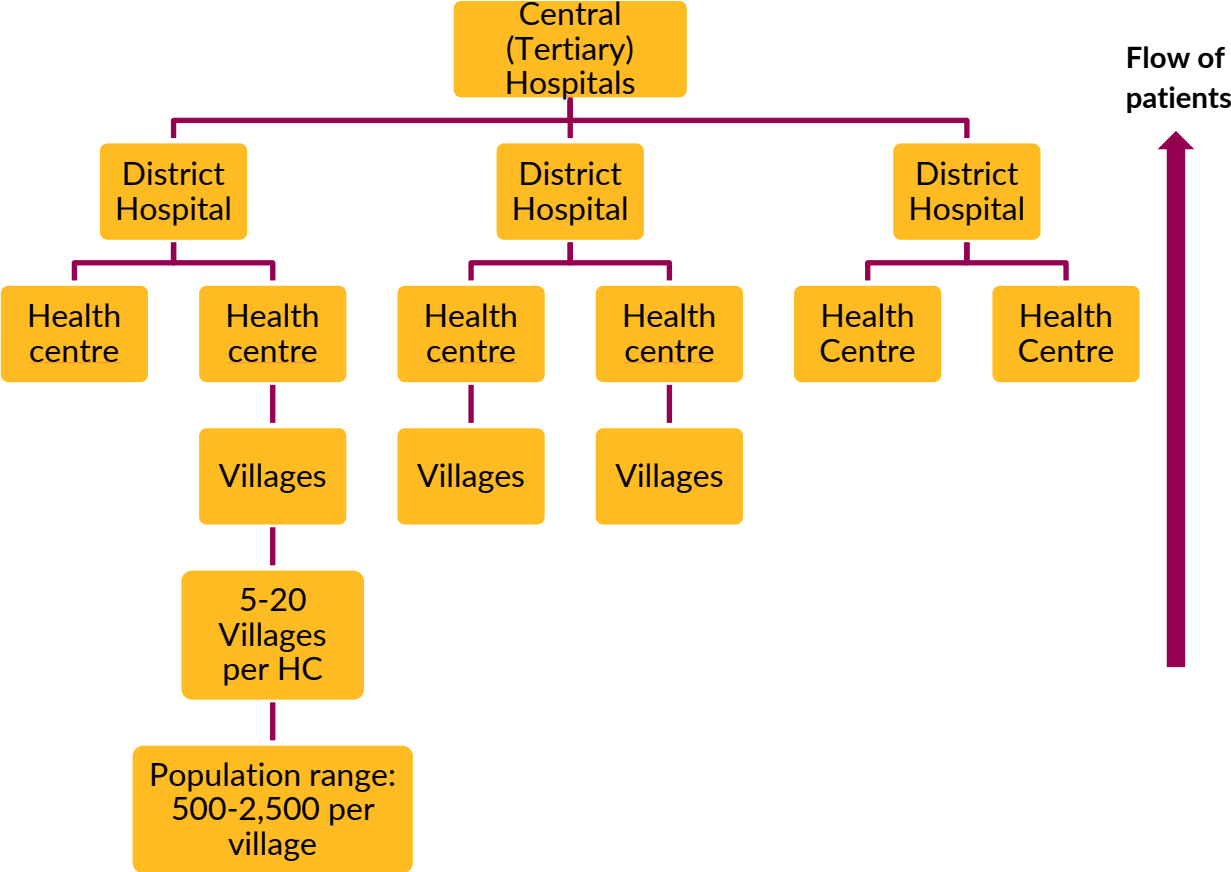 Central
(Tertiary)
Hospitals
Flow of
patients
District
Hospital
District
Hospital
District
Hospital
Health
centre
Health
centre
Health
centre
Health
centre
Health
Centre
Health
Centre
Villages
Villages
Villages
5-20
Villages
per HC
Population range:
500-2,500 per
village